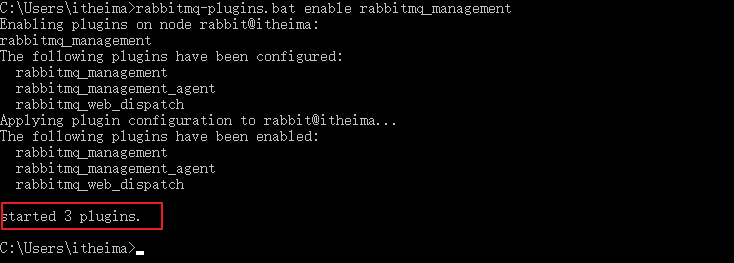 C:\Users\itheima>rabbitmq-plugins.bat enable rabbitmq_management
Enabling plugins on node rabbit@itheima:
rabbitmq_management
The following plugins have been configured:
  rabbitmq_management
  rabbitmq_management_agent
  rabbitmq_web_dispatch
Applying plugin configuration to rabbit@itheima...
The following plugins have been enabled:
  rabbitmq_management
  rabbitmq_management_agent
  rabbitmq_web_dispatch
started 3 plugins.
C:\Users\itheima>